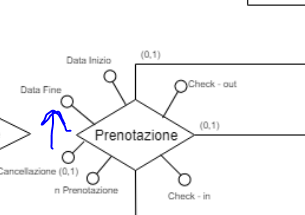 (0,1)
Data Inizio
Check - out
Data Fine
(0,1)
Prenotazione
Cancellazione (0,1)
n Prenotazione
Check - in